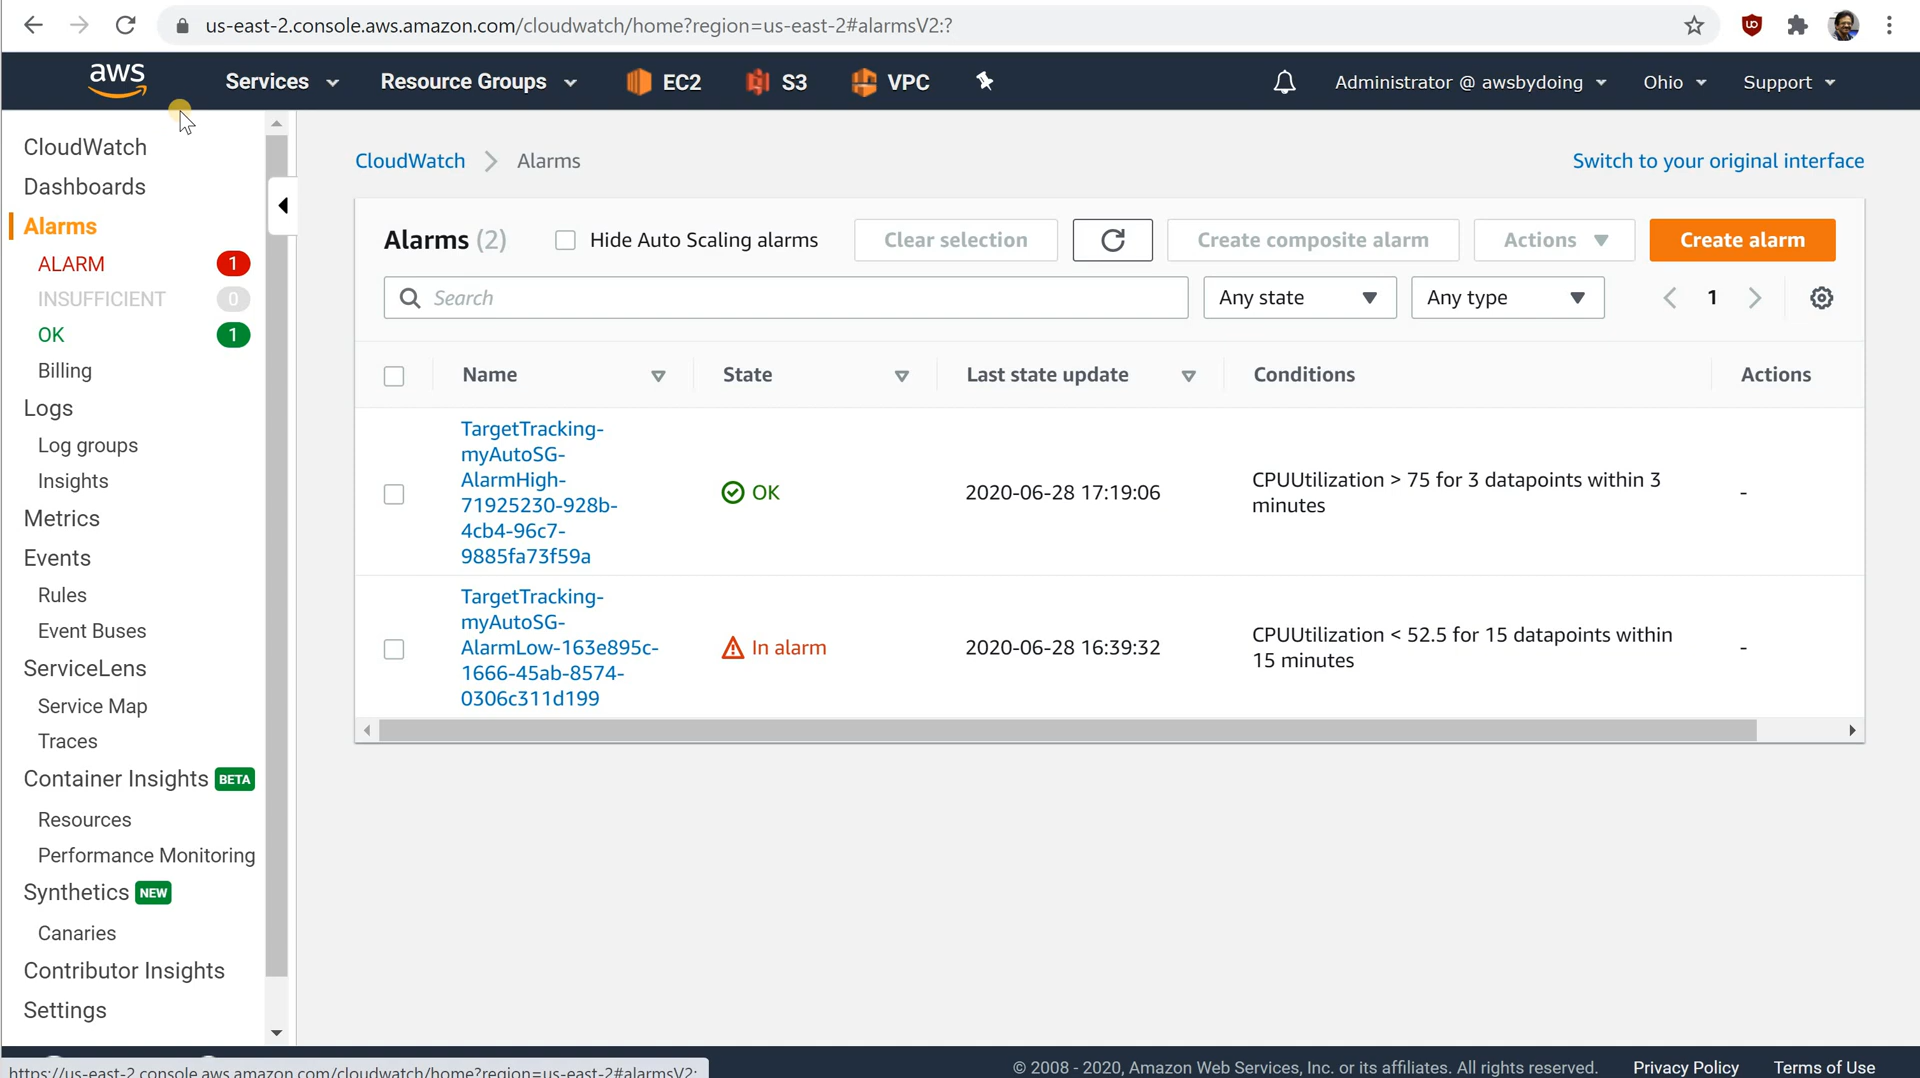 us-east-2.console.aws.amazon.com/cloudwatch/home?region=us-east-2#alarmsV2:?
aws
Services
Resource Groups
EC2
S3
VPC
Administrator @ awsbydoing
Ohio
Support
CloudWatch
Dashboards
Alarms
ALARM 1
INSUFFICIENT 0
OK 1
Billing
Logs
Log groups
Insights
Metrics
Events
Rules
Event Buses
ServiceLens
Service Map
Traces
Container Insights BETA
Resources
Performance Monitoring
Synthetics NEW
Canaries
Contributor Insights
Settings
CloudWatch
Alarms
Switch to your original interface
Alarms (2)
Hide Auto Scaling alarms
Clear selection
Create composite alarm
Actions
Create alarm
Search
Any state
Any type
1
Name
State
Last state update
Conditions
Actions
TargetTracking-
myAutoSG-
AlarmHigh-
71925230-928b-
4cb4-96c7-
9885fa73f59a
OK
2020-06-28 17:19:06
CPUUtilization > 75 for 3 datapoints within 3
minutes
-
TargetTracking-
myAutoSG-
AlarmLow-163e895c-
1666-45ab-8574-
0306c311d199
In alarm
2020-06-28 16:39:32
CPUUtilization < 52.5 for 15 datapoints within
15 minutes
-
https://us-east-2.console.aws.amazon.com/cloudwatch/home?region=us-east-2#alarmsV2:
© 2008 - 2020, Amazon Web Services, Inc. or its affiliates. All rights reserved.
Privacy Policy
Terms of Use